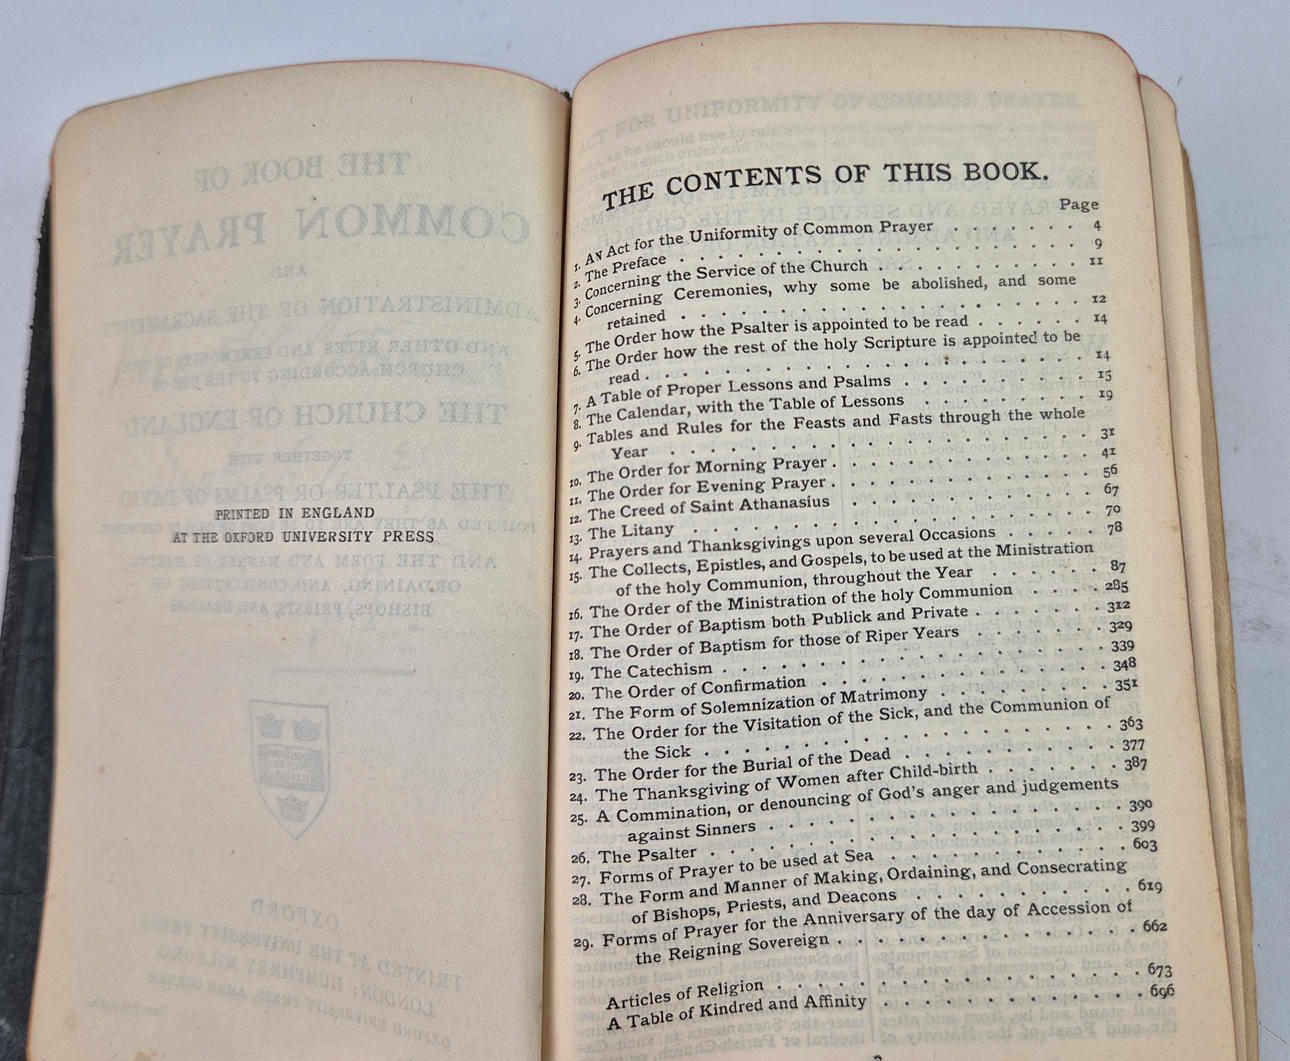 PRINTED IN ENGLAND
AT THE OXFORD UNIVERSITY PRESS
THE CONTENTS OF THIS BOOK.
Page
1. AN Act for the Uniformity of Common Prayer . . . . . . . 4
2. The Preface . . . . . . . . . . . . . . . 9
3. Concerning the Service of the Church . . . . . . . . . 11
4. Concerning Ceremonies, why some be abolished, and some
retained . . . . . . . . . . . . . . . 12
5. The Order how the Psalter is appointed to be read . . . . . . 14
6. The Order how the rest of the holy Scripture is appointed to be
read . . . . . . . . . . . . . . . . 14
7. A Table of Proper Lessons and Psalms . . . . . . . . . 15
8. The Calendar, with the Table of Lessons . . . . . . . . 19
9. Tables and Rules for the Feasts and Fasts through the whole
Year . . . . . . . . . . . . . . . . 31
10. The Order for Morning Prayer . . . . . . . . . . . 41
11. The Order for Evening Prayer . . . . . . . . . . . 56
12. The Creed of Saint Athanasius . . . . . . . . . . 67
13. The Litany . . . . . . . . . . . . . . . 70
14. Prayers and Thanksgivings upon several Occasions . . . . . 78
15. The Collects, Epistles, and Gospels, to be used at the Ministration
of the holy Communion, throughout the Year . . . . . . 87
16. The Order of the Ministration of the holy Communion . . . . 285
17. The Order of Baptism both Publick and Private . . . . . . 312
18. The Order of Baptism for those of Riper Years . . . . . . . 329
19. The Catechism . . . . . . . . . . . . . . 339
20. The Order of Confirmation . . . . . . . . . . . 348
21. The Form of Solemnization of Matrimony . . . . . . . 351
22. The Order for the Visitation of the Sick, and the Communion of
the Sick . . . . . . . . . . . . . . . 363
23. The Order for the Burial of the Dead . . . . . . . . . 377
24. The Thanksgiving of Women after Child-birth . . . . . . . 387
25. A Commination, or denouncing of God's anger and judgements
against Sinners . . . . . . . . . . . . . 390
26. The Psalter . . . . . . . . . . . . . . . 399
27. Forms of Prayer to be used at Sea . . . . . . . . . . 603
28. The Form and Manner of Making, Ordaining, and Consecrating
of Bishops, Priests, and Deacons . . . . . . . . . 619
29. Forms of Prayer for the Anniversary of the day of Accession of
the Reigning Sovereign . . . . . . . . . . . 662
Articles of Religion . . . . . . . . . . . . . 673
A Table of Kindred and Affinity . . . . . . . . . . 696